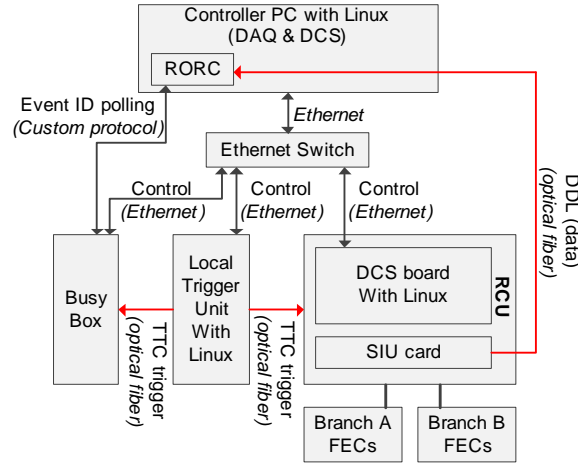 Controller PC with Linux
(DAQ & DCS)
RORC
Event ID polling
(Custom protocol)
Ethernet
Ethernet Switch
Control
(Ethernet)
Control
(Ethernet)
Control
(Ethernet)
DDL (data)
(optical fiber)
Busy
Box
Local
Trigger
Unit
With
Linux
DCS board
With Linux
RCU
TTC trigger
(optical fiber)
TTC trigger
(optical fiber)
SIU card
Branch A
FECs
Branch B
FECs